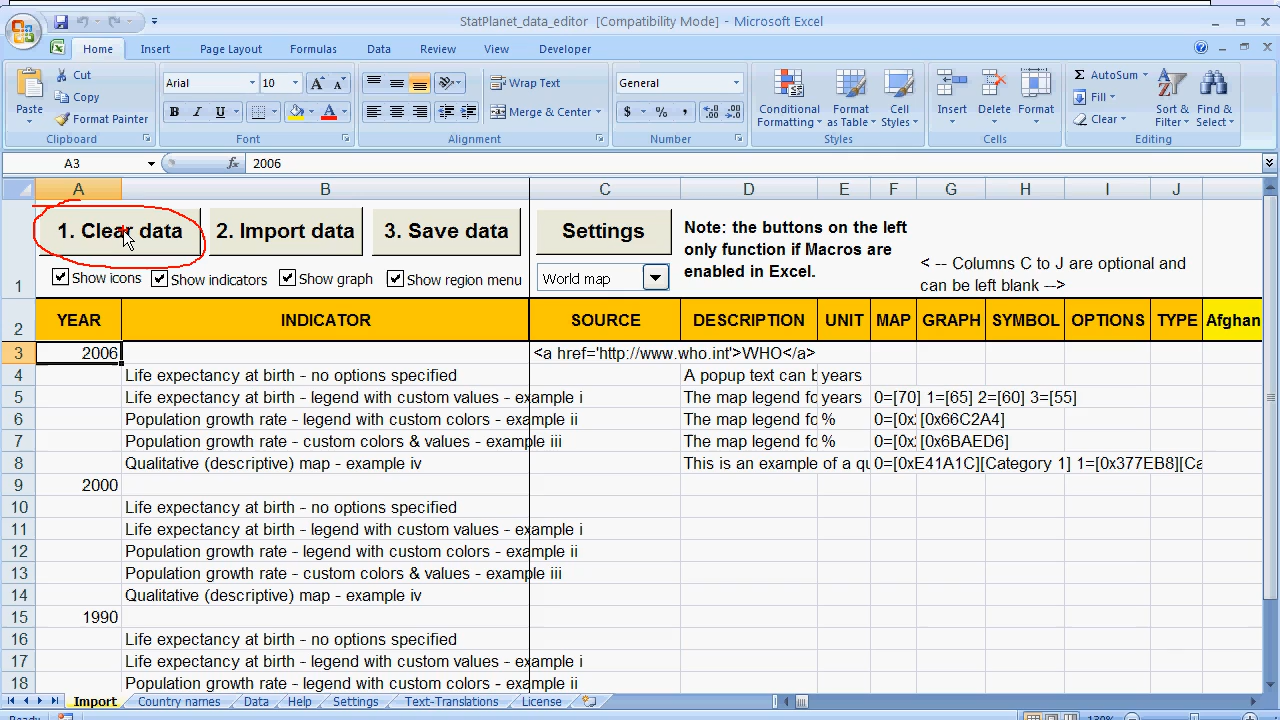 StatPlanet_data_editor [Compatibility Mode] - Microsoft Excel
Home Insert Page Layout Formulas Data Review View Developer
Paste Cut Copy Format Painter
Arial 10 A A B I U A
Wrap Text Merge & Center
General $ % ,
Conditional Formatting Format as Table Cell Styles
Insert Delete Format
AutoSum Fill Clear Sort & Filter Find & Select
Clipboard Font Alignment Number Styles Cells Editing
A3 fx 2006
A B C D E F G H I J
1 1. Clear data 2. Import data 3. Save data Settings
Show icons Show indicators Show graph Show region menu World map
Note: the buttons on the left
only function if Macros are
enabled in Excel.
< -- Columns C to J are optional and
can be left blank -->
2 YEAR INDICATOR SOURCE DESCRIPTION UNIT MAP GRAPH SYMBOL OPTIONS TYPE Afghan
3 2006 <a href='http://www.who.int'>WHO</a>
4 Life expectancy at birth - no options specified A popup text can b years
5 Life expectancy at birth - legend with custom values - example i The map legend fo years 0=[70] 1=[65] 2=[60] 3=[55]
6 Population growth rate - legend with custom colors - example ii The map legend fo % 0=[0x [0x66C2A4]
7 Population growth rate - custom colors & values - example iii The map legend fo % 0=[0x [0x6BAED6]
8 Qualitative (descriptive) map - example iv This is an example of a qu 0=[0xE41A1C][Category 1] 1=[0x377EB8][Ca
9 2000
10 Life expectancy at birth - no options specified
11 Life expectancy at birth - legend with custom values - example i
12 Population growth rate - legend with custom colors - example ii
13 Population growth rate - custom colors & values - example iii
14 Qualitative (descriptive) map - example iv
15 1990
16 Life expectancy at birth - no options specified
17 Life expectancy at birth - legend with custom values - example i
18 Population growth rate - legend with custom colors - example ii
Import Country names Data Help Settings Text-Translations License
Ready 130%